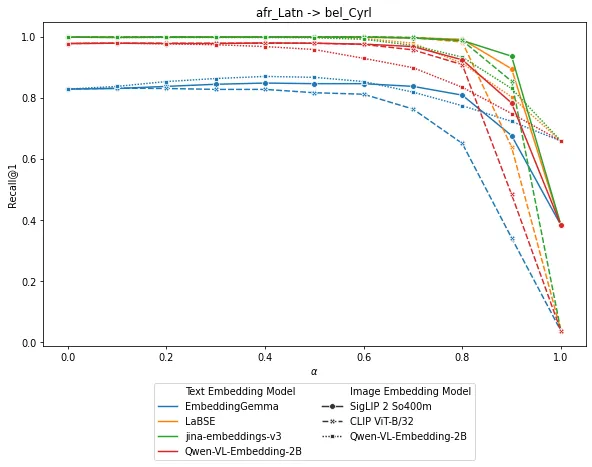 afr_Latn -> bel_Cyrl
Recall@1
1.0
0.8
0.6
0.4
0.2
0.0
0.0 0.2 0.4 0.6 0.8 1.0
α
Text Embedding Model
EmbeddingGemma
LaBSE
jina-embeddings-v3
Qwen-VL-Embedding-2B
Image Embedding Model
SigLIP 2 So400m
CLIP ViT-B/32
Qwen-VL-Embedding-2B